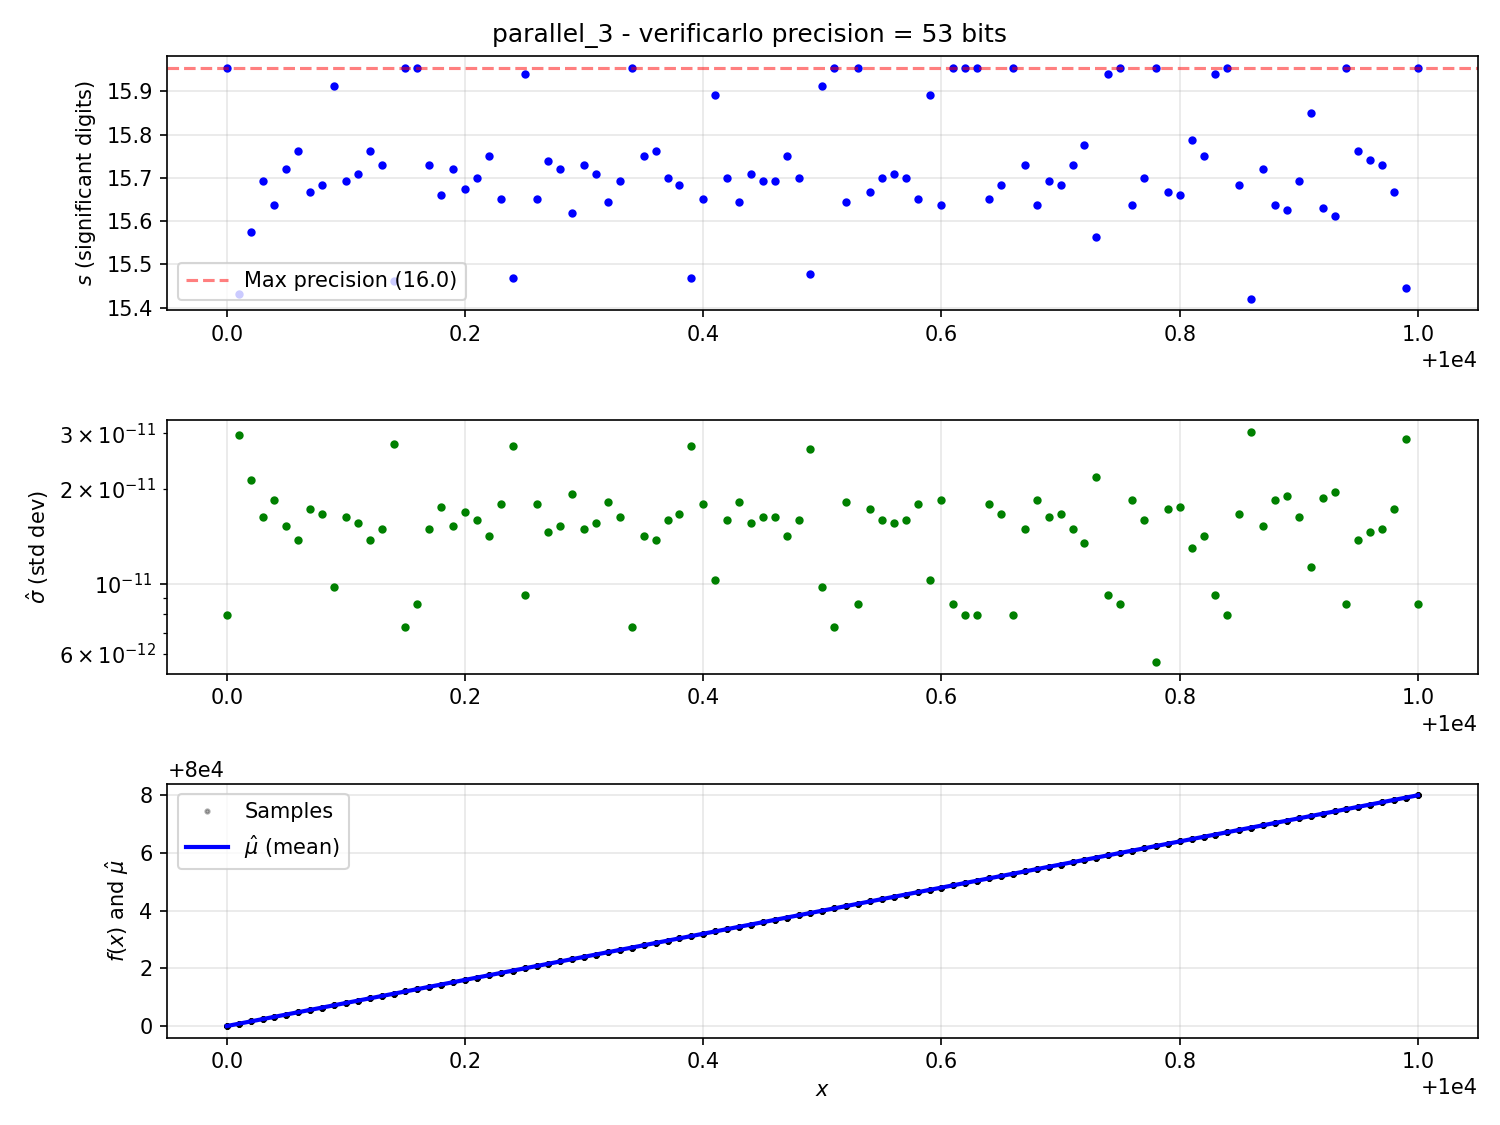 parallel_3 - verificarlo precision = 53 bits
s (significant digits)
15.9
15.8
15.7
15.6
15.5
15.4
Max precision (16.0)
0.0 0.2 0.4 0.6 0.8 1.0
+1e4
σ̂ (std dev)
3 × 10⁻¹¹
2 × 10⁻¹¹
10⁻¹¹
6 × 10⁻¹²
0.0 0.2 0.4 0.6 0.8 1.0
+1e4
+8e4
f(x) and μ̂
8
6
4
2
0
Samples
μ̂ (mean)
0.0 0.2 0.4 0.6 0.8 1.0
x
+1e4